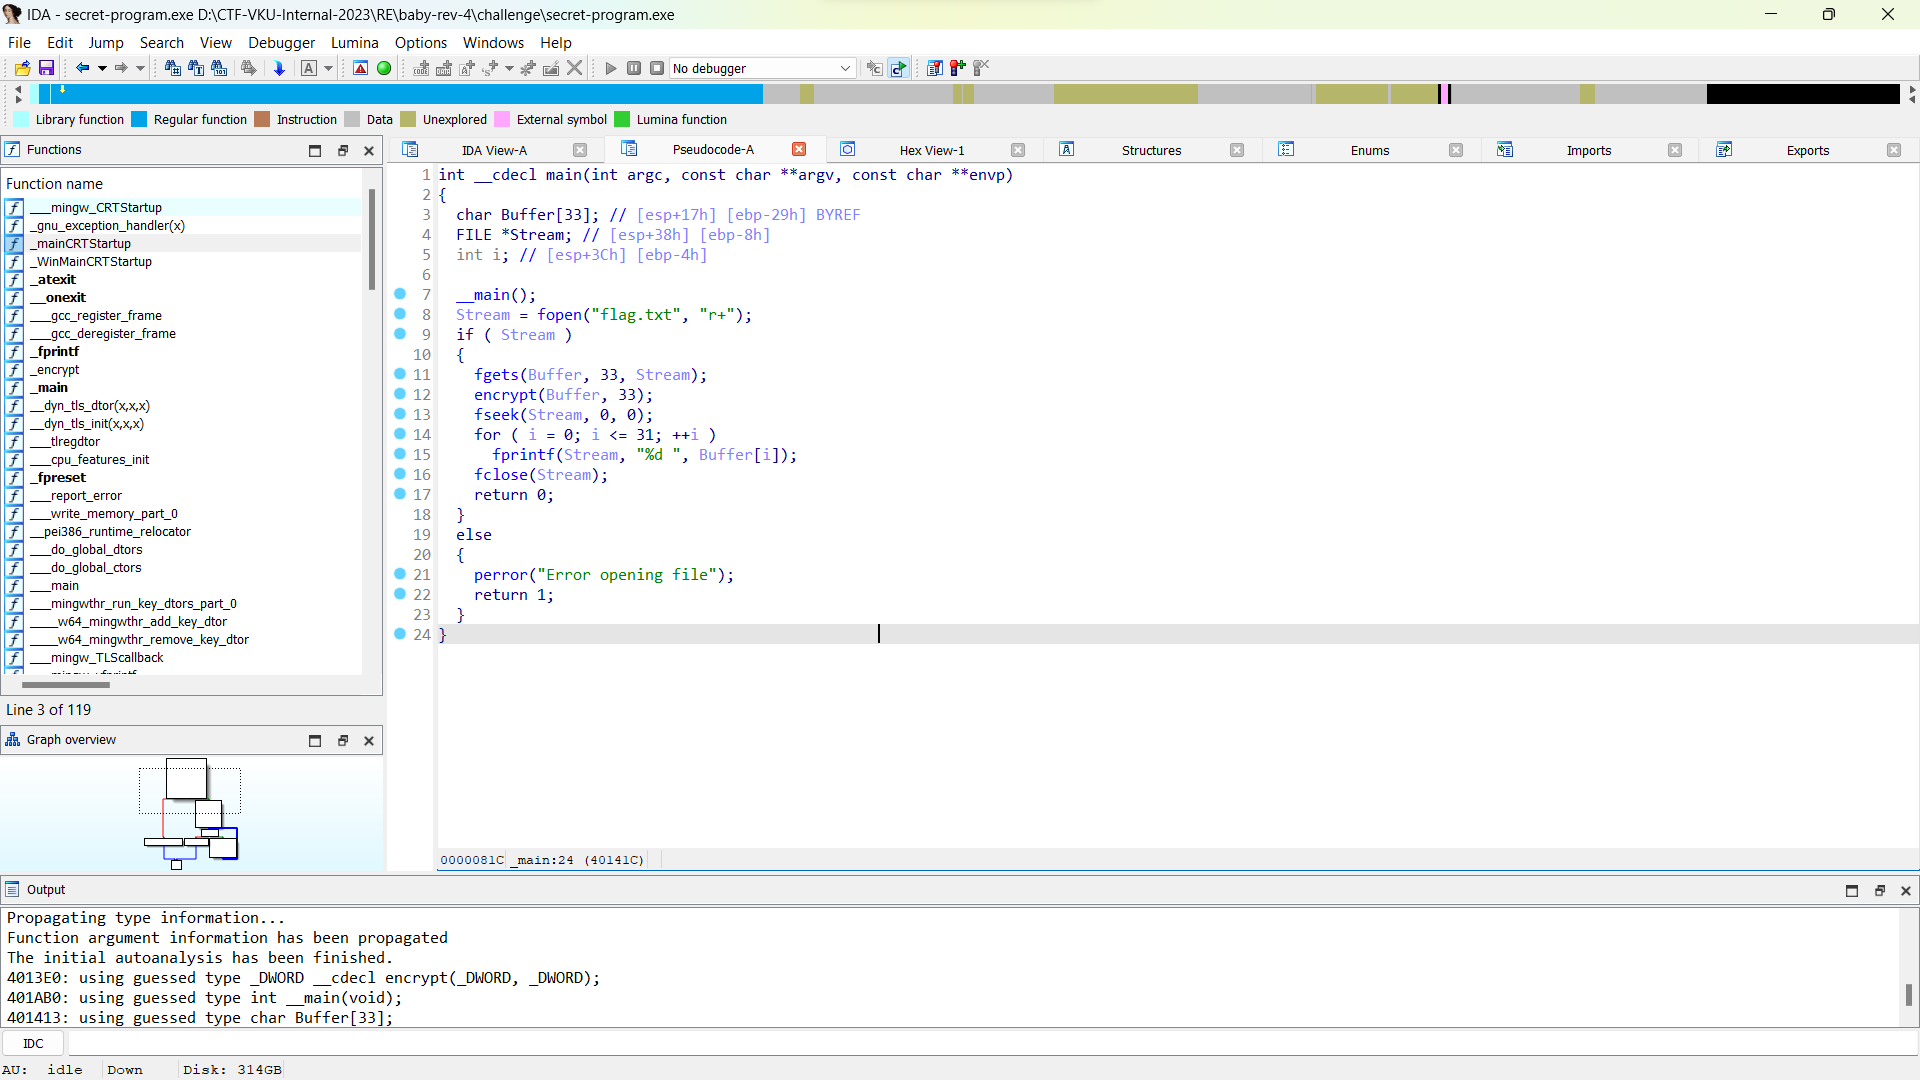 IDA - secret-program.exe D:\CTF-VKU-Internal-2023\RE\baby-rev-4\challenge\secret-program.exe
File Edit Jump Search View Debugger Lumina Options Windows Help
No debugger
Library function Regular function Instruction Data Unexplored External symbol Lumina function
Functions
Function name
___mingw_CRTStartup
_gnu_exception_handler(x)
_mainCRTStartup
_WinMainCRTStartup
_atexit
__onexit
___gcc_register_frame
___gcc_deregister_frame
_fprintf
_encrypt
_main
__dyn_tls_dtor(x,x,x)
__dyn_tls_init(x,x,x)
___tlregdtor
___cpu_features_init
_fpreset
___report_error
___write_memory_part_0
__pei386_runtime_relocator
___do_global_dtors
___do_global_ctors
___main
___mingwthr_run_key_dtors_part_0
____w64_mingwthr_add_key_dtor
____w64_mingwthr_remove_key_dtor
___mingw_TLScallback
Line 3 of 119
Graph overview
IDA View-A Pseudocode-A Hex View-1 Structures Enums Imports Exports
1 int __cdecl main(int argc, const char **argv, const char **envp)
2 {
3 char Buffer[33]; // [esp+17h] [ebp-29h] BYREF
4 FILE *Stream; // [esp+38h] [ebp-8h]
5 int i; // [esp+3Ch] [ebp-4h]
6
7 __main();
8 Stream = fopen("flag.txt", "r+");
9 if ( Stream )
10 {
11 fgets(Buffer, 33, Stream);
12 encrypt(Buffer, 33);
13 fseek(Stream, 0, 0);
14 for ( i = 0; i <= 31; ++i )
15 fprintf(Stream, "%d ", Buffer[i]);
16 fclose(Stream);
17 return 0;
18 }
19 else
20 {
21 perror("Error opening file");
22 return 1;
23 }
24 }
0000081C _main:24 (40141C)
Output
Propagating type information...
Function argument information has been propagated
The initial autoanalysis has been finished.
4013E0: using guessed type _DWORD __cdecl encrypt(_DWORD, _DWORD);
401AB0: using guessed type int __main(void);
401413: using guessed type char Buffer[33];
IDC
AU: idle Down Disk: 314GB